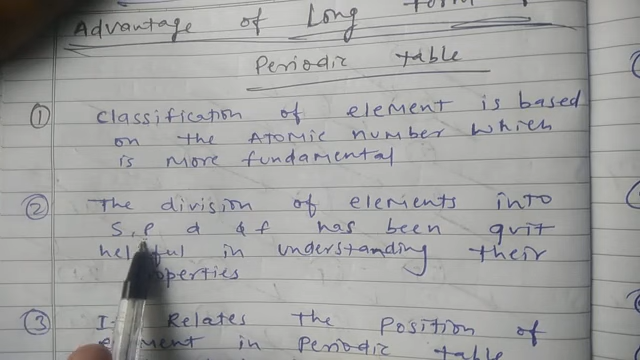 Advantage of Long form of
Periodic table
① Classification of element is based
on the Atomic number which
is more fundamental
② The division of elements into
S, P d & f has been quit
helpful in understanding their
properties
③ It Relates the Position of
element in Periodic table